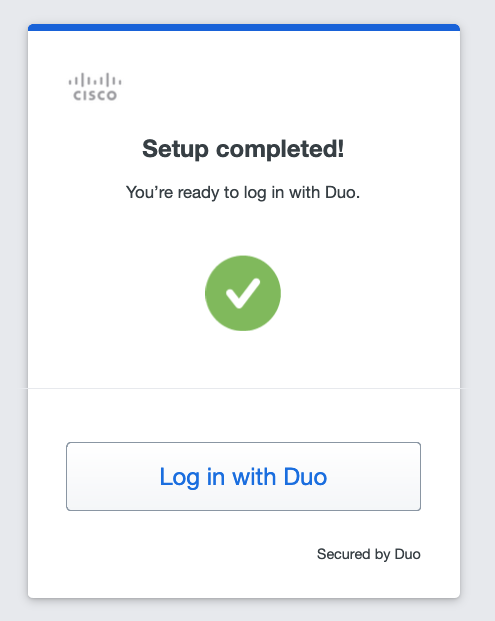 CISCO
Setup completed!
You’re ready to log in with Duo.
Log in with Duo
Secured by Duo